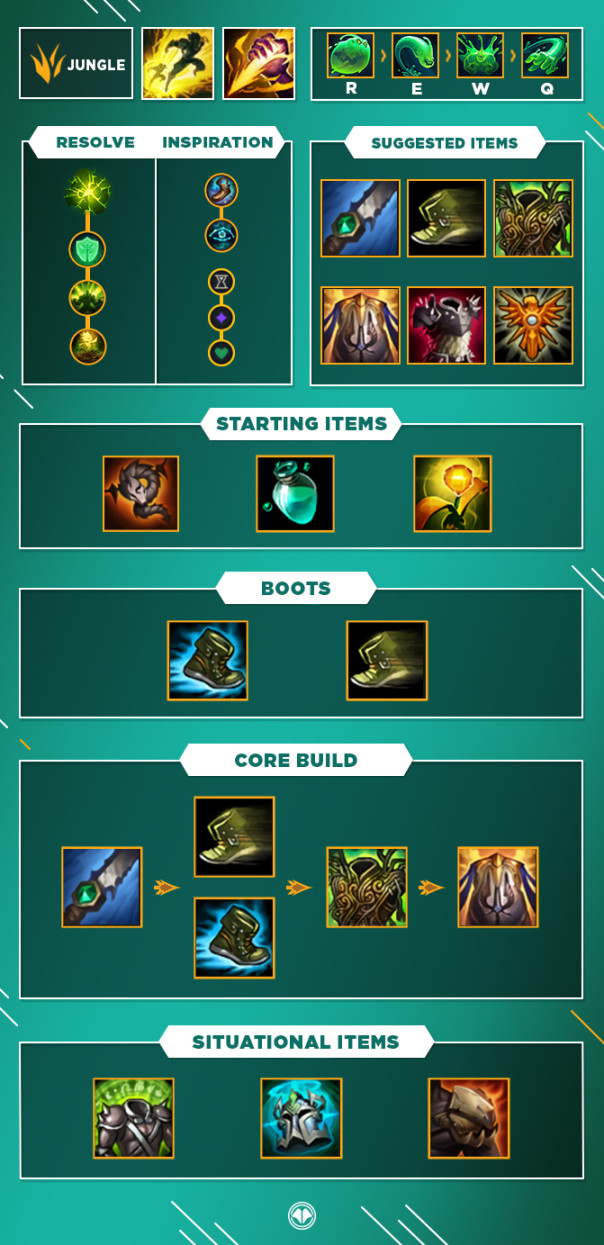 JUNGLE
R E W Q
RESOLVE INSPIRATION
SUGGESTED ITEMS
STARTING ITEMS
BOOTS
CORE BUILD
SITUATIONAL ITEMS